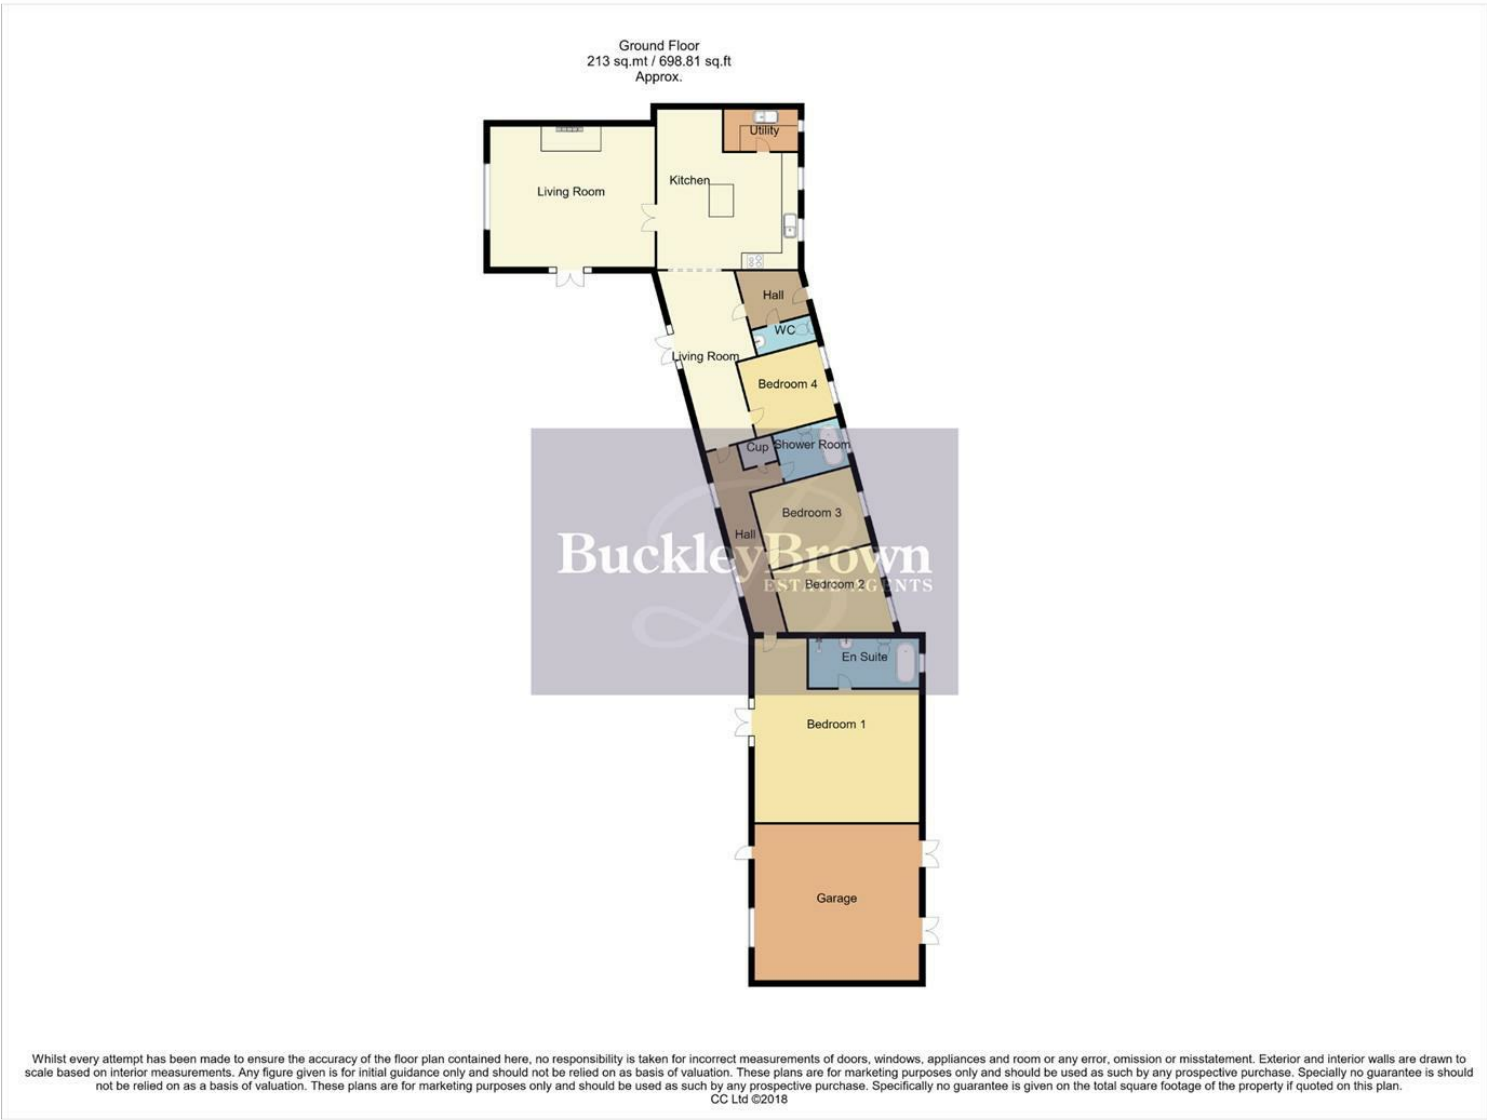 Ground Floor
213 sq.mt / 698.81 sq.ft
Approx.
Utility
Kitchen
Living Room
Hall
WC
Living Room
Bedroom 4
Cup
Shower Room
Bedroom 3
Hall
BuckleyBrown
ESTATE AGENTS
Bedroom 2
En Suite
Bedroom 1
Garage
Whilst every attempt has been made to ensure the accuracy of the floor plan contained here, no responsibility is taken for incorrect measurements of doors, windows, appliances and room or any error, omission or misstatement. Exterior and interior walls are drawn to
scale based on interior measurements. Any figure given is for initial guidance only and should not be relied on as basis of valuation. These plans are for marketing purposes only and should be used as such by any prospective purchase. Specially no guarantee is should
not be relied on as a basis of valuation. These plans are for marketing purposes only and should be used as such by any prospective purchase. Specifically no guarantee is given on the total square footage of the property if quoted on this plan.
CC Ltd ©2018